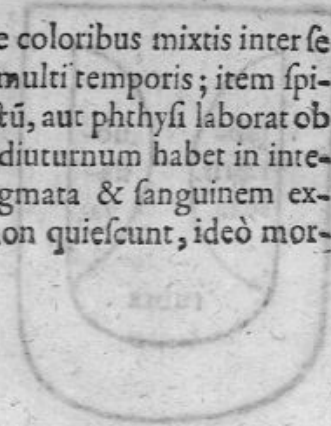 e coloribus mixtis inter ſe
multi temporis; item ſpi-
tū, aut phthyſi laborat ob
diuturnum habet in inte-
gmata & ſanguinem ex-
on quieſcunt, ideò mor-